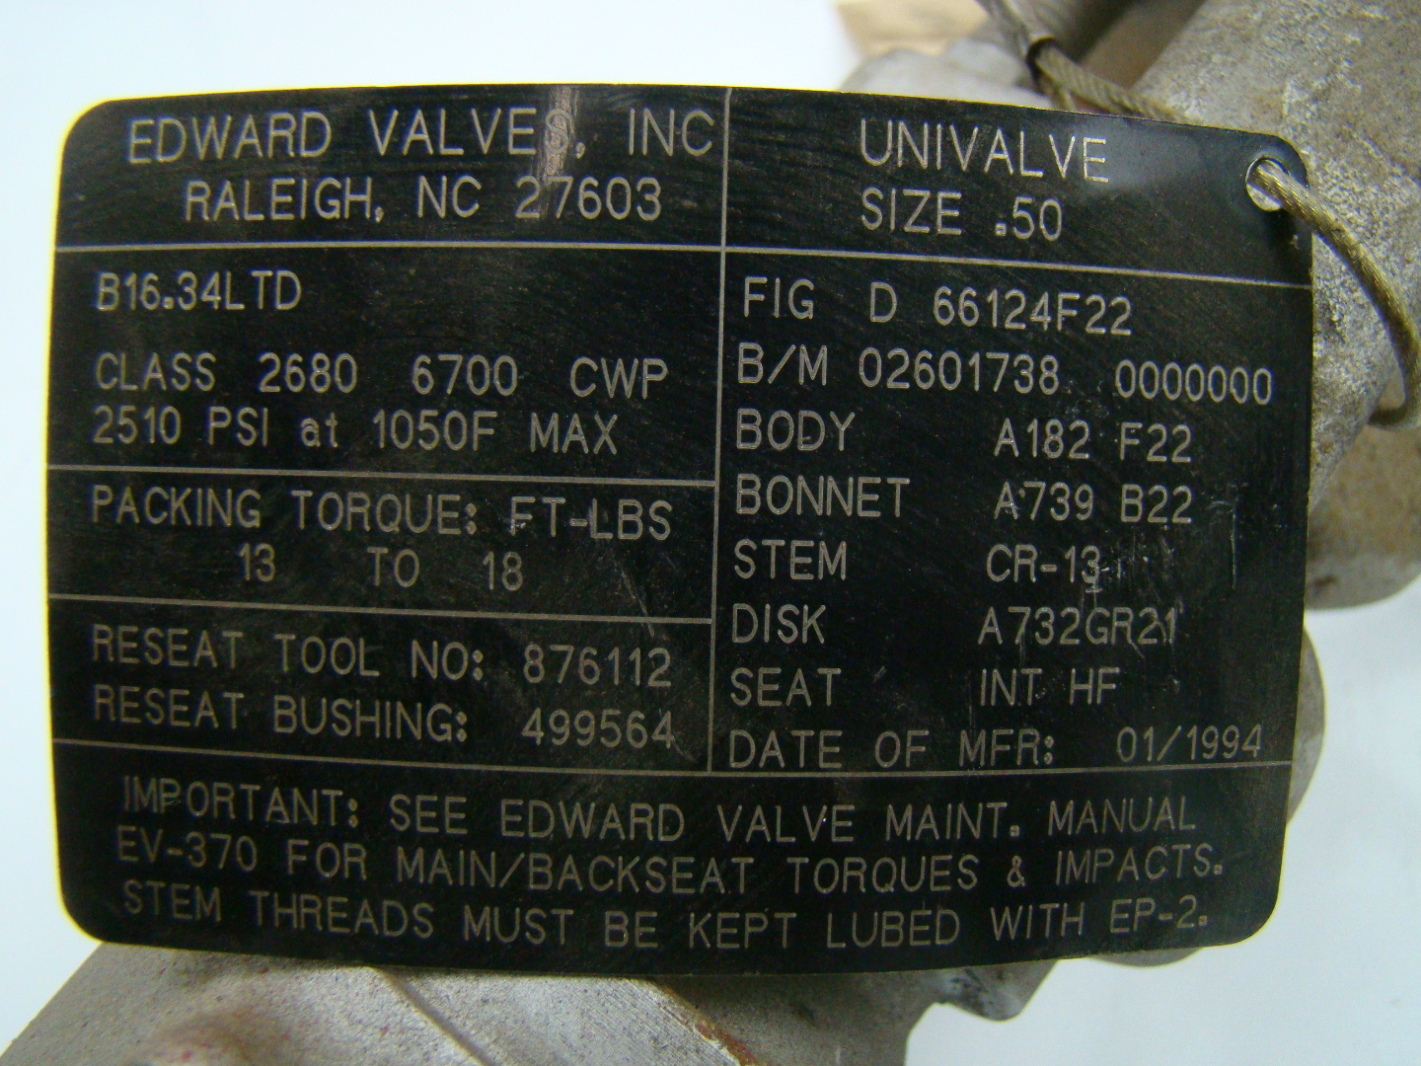 EDWARD VALVES, INC
RALEIGH, NC 27603
UNIVALVE
SIZE .50
B16.34LTD
CLASS 2680 6700 CWP
2510 PSI at 1050F MAX
PACKING TORQUE: FT-LBS
13 TO 18
RESEAT TOOL NO: 876112
RESEAT BUSHING: 499564
FIG D 66124F22
B/M 02601738 0000000
BODY A182 F22
BONNET A739 B22
STEM CR-13
DISK A732GR21
SEAT INT HF
DATE OF MFR: 01/1994
IMPORTANT: SEE EDWARD VALVE MAINT. MANUAL
EV-370 FOR MAIN/BACKSEAT TORQUES & IMPACTS.
STEM THREADS MUST BE KEPT LUBED WITH EP-2.